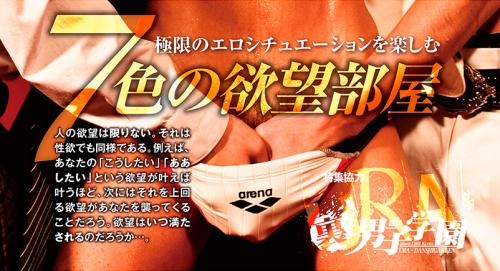 極限のエロシチュエーションを楽しむ
7色の欲望部屋
人の欲望は限りない。それは
性欲でも同様である。例えば、
あなたの「こうしたい」「ああ
したい」という欲望が叶えば
叶うほど、次にはそれを上回
る欲望があなたを襲ってくる
ことだろう。欲望はいつ満た
されるのだろうか…。
arena
特集協力
URA
裏男子学園